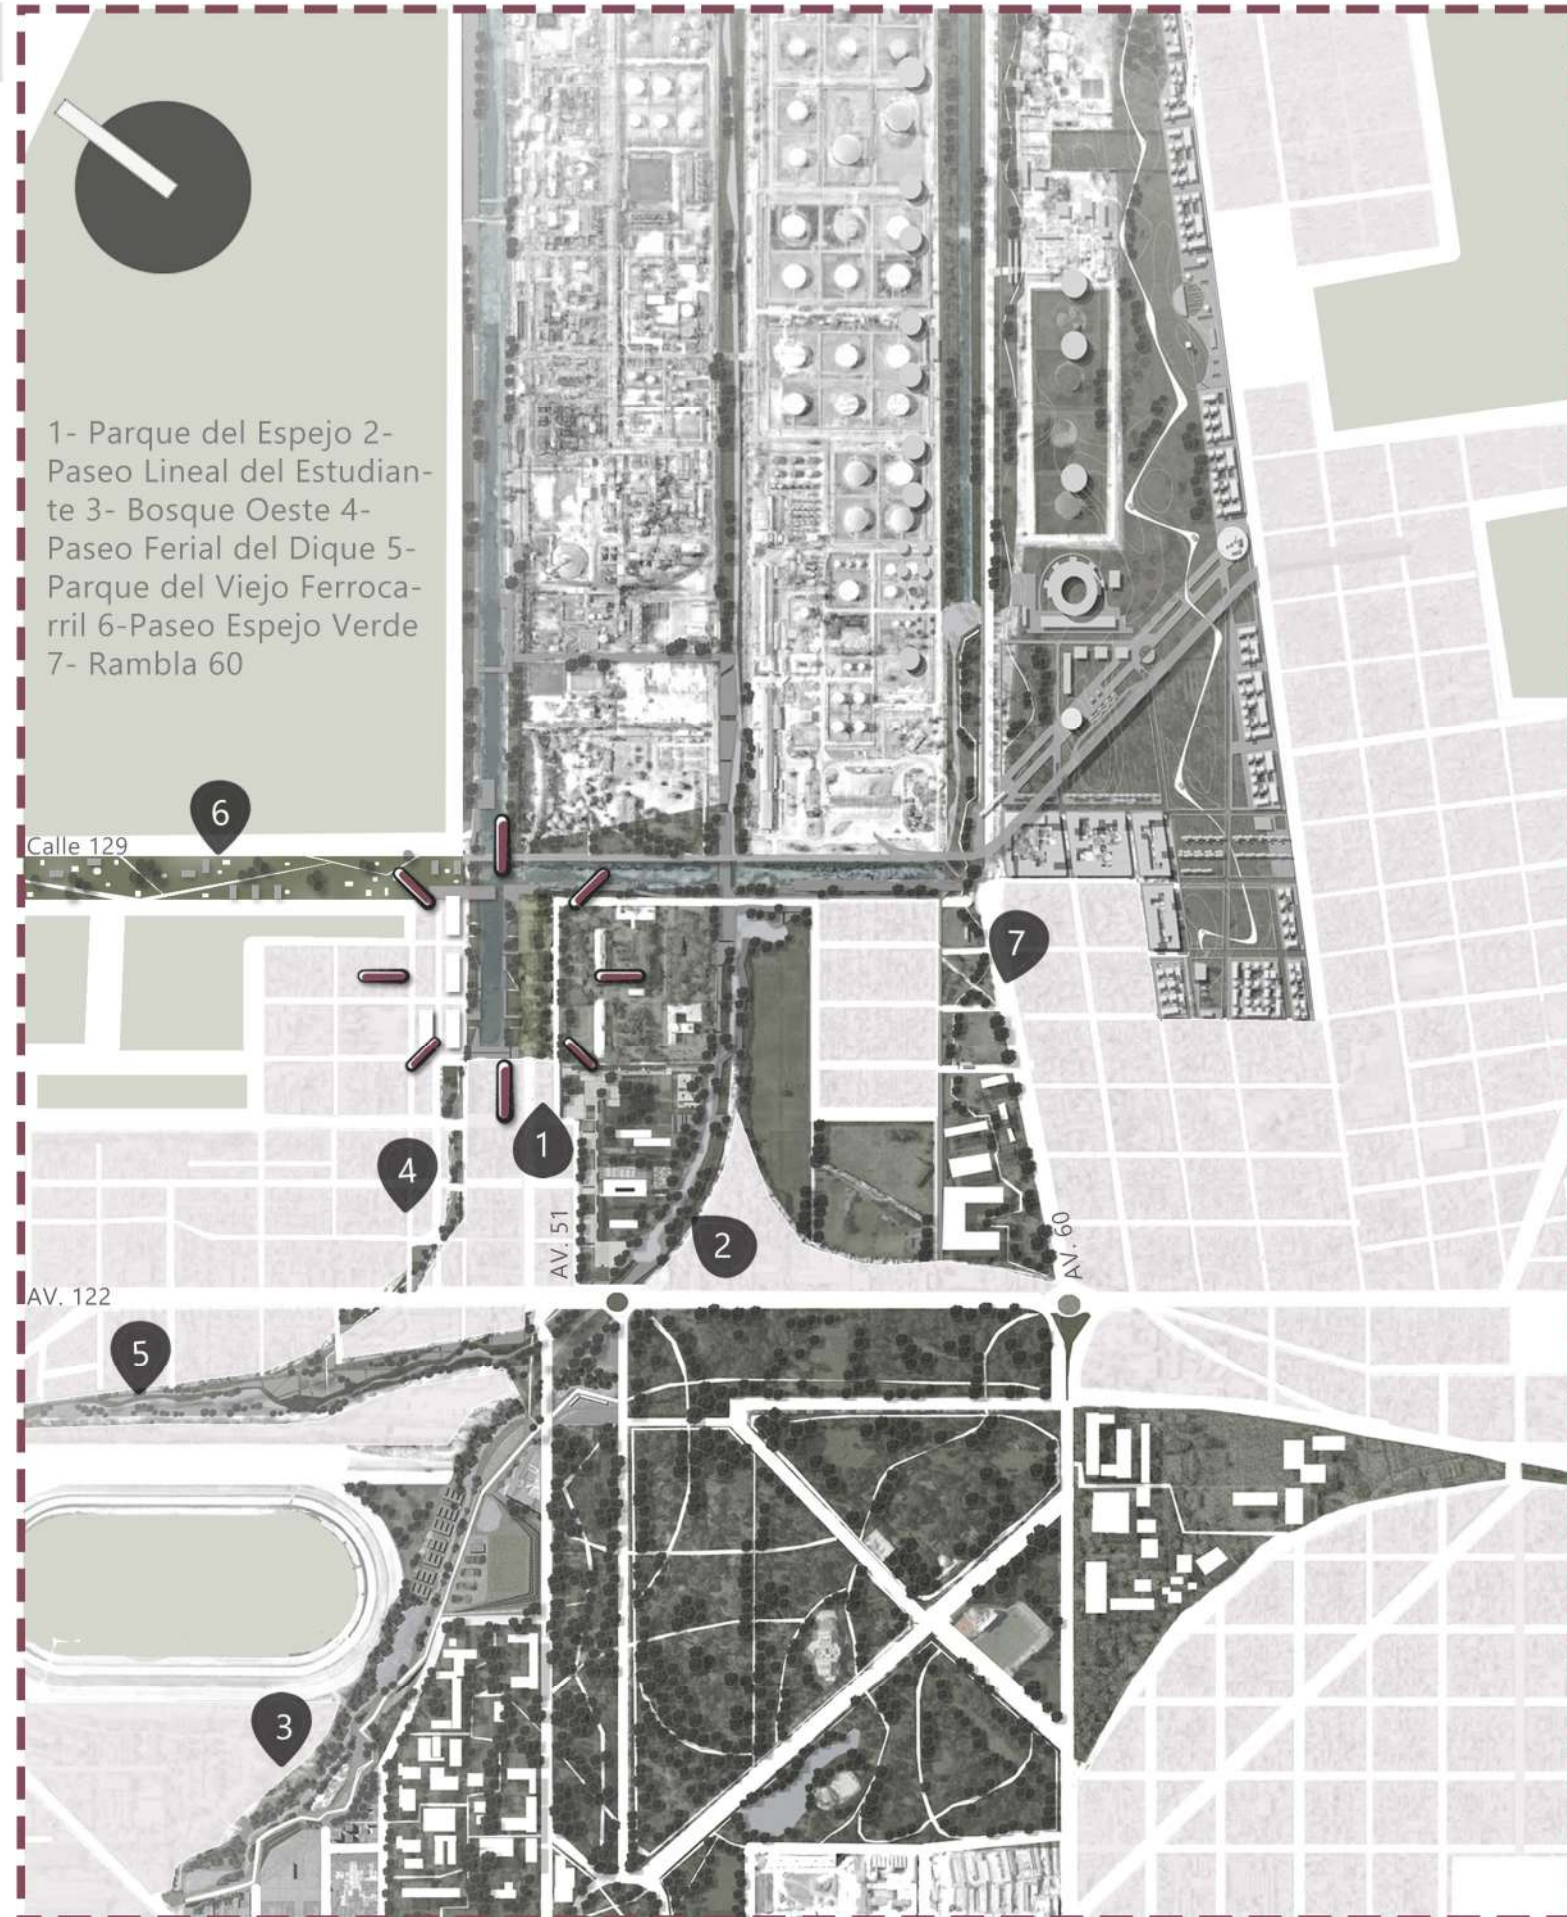 1- Parque del Espejo 2-
Paseo Lineal del Estudian-
te 3- Bosque Oeste 4-
Paseo Ferial del Dique 5-
Parque del Viejo Ferroca-
rril 6-Paseo Espejo Verde
7- Rambla 60
6
Calle 129
7
1
4
AV. 51
2
AV. 60
AV. 122
5
3